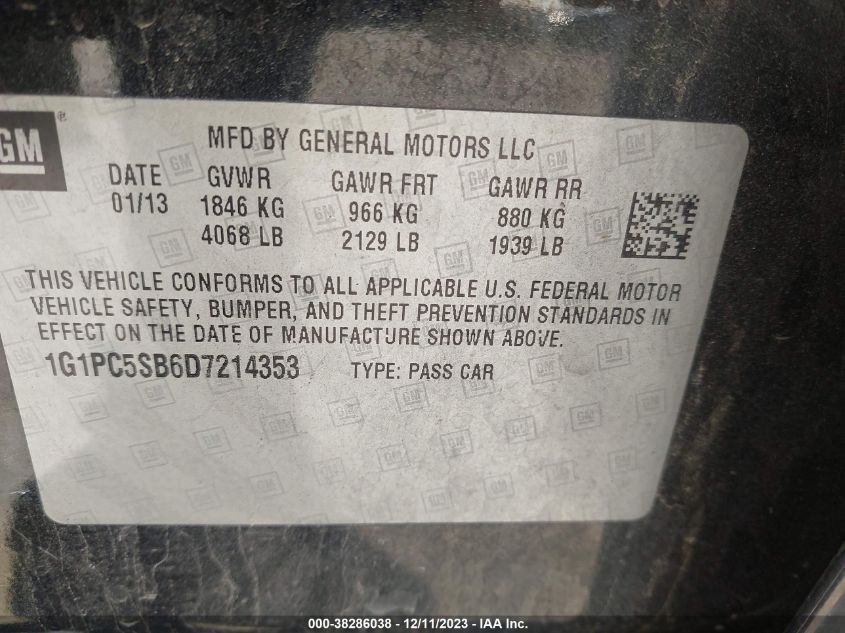 GM ®
MFD BY GENERAL MOTORS LLC
DATE GVWR GAWR FRT GAWR RR
01/13 1846 KG 966 KG 880 KG
4068 LB 2129 LB 1939 LB
THIS VEHICLE CONFORMS TO ALL APPLICABLE U.S. FEDERAL MOTOR
VEHICLE SAFETY, BUMPER, AND THEFT PREVENTION STANDARDS IN
EFFECT ON THE DATE OF MANUFACTURE SHOWN ABOVE.
1G1PC5SB6D7214353 TYPE: PASS CAR
000-38286038 - 12/11/2023 - IAA Inc.